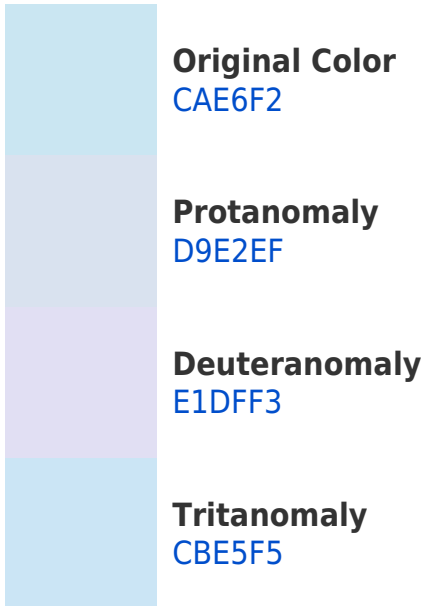 Original Color
CAE6F2
Protanomaly
D9E2EF
Deuteranomaly
E1DFF3
Tritanomaly
CBE5F5